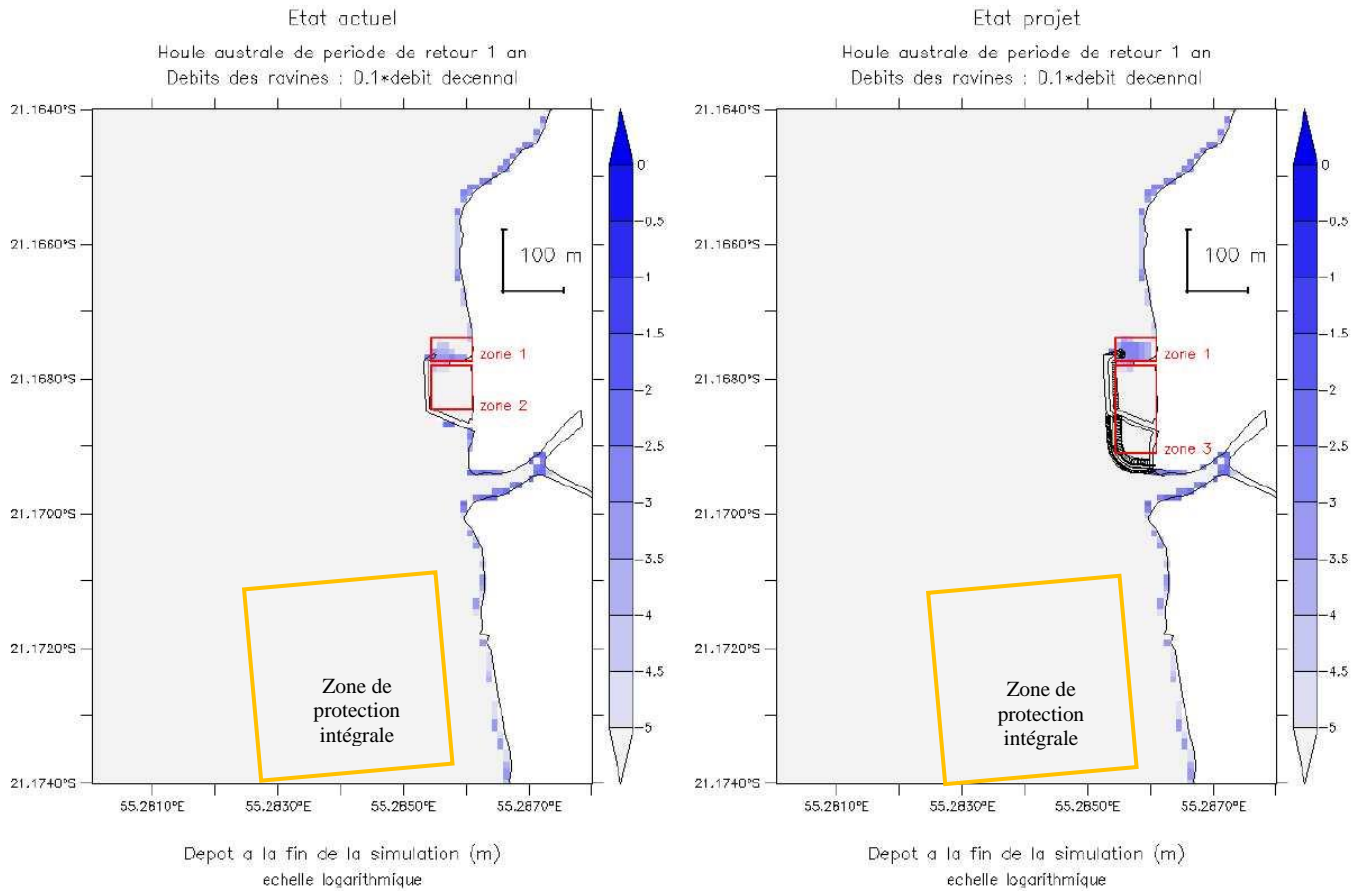 Etat actuel
Houle australe de periode de retour 1 an
Debits des ravines : 0.1*debit decennal
21.1640°S
21.1660°S
21.1680°S
21.1700°S
21.1720°S
21.1740°S
55.2810°E
55.2830°E
55.2850°E
55.2870°E
100 m
zone 1
zone 2
Zone de
protection
intégrale
0
-0.5
-1
-1.5
-2
-2.5
-3
-3.5
-4
-4.5
-5
Depot a la fin de la simulation (m)
echelle logarithmique
Etat projet
Houle australe de periode de retour 1 an
Debits des ravines : 0.1*debit decennal
21.1640°S
21.1660°S
21.1680°S
21.1700°S
21.1720°S
21.1740°S
55.2810°E
55.2830°E
55.2850°E
55.2870°E
100 m
zone 1
zone 3
Zone de
protection
intégrale
0
-0.5
-1
-1.5
-2
-2.5
-3
-3.5
-4
-4.5
-5
Depot a la fin de la simulation (m)
echelle logarithmique